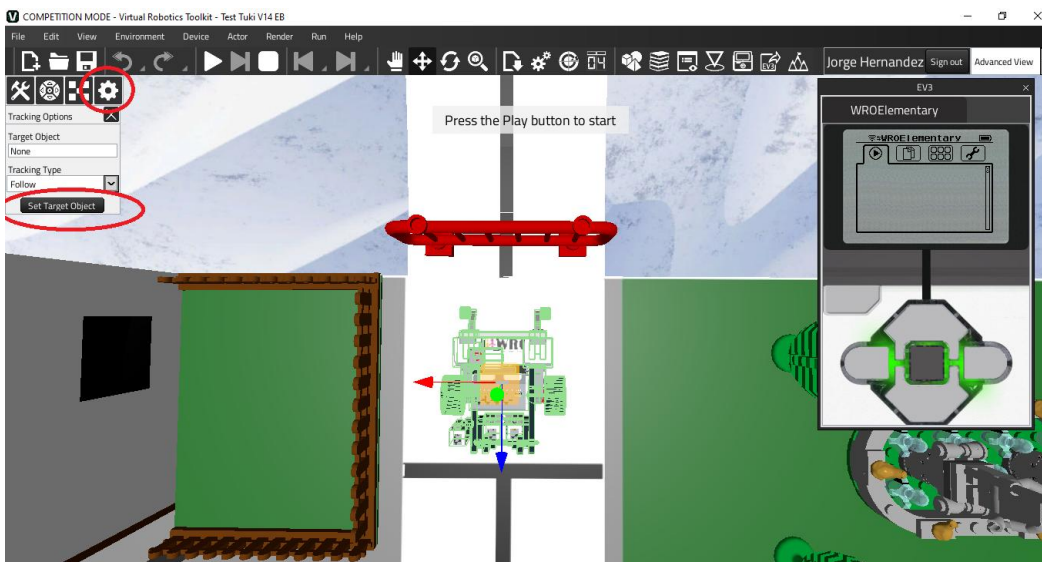 COMPETITION MODE - Virtual Robotics Toolkit - Test Tuki V14 EB
File Edit View Environment Device Actor Render Run Help
EV3
Jorge Hernandez Sign out Advanced View
Tracking Options
Target Object
None
Tracking Type
Follow
Set Target Object
Press the Play button to start
WRO
EV3
WROElementary
WROElementary